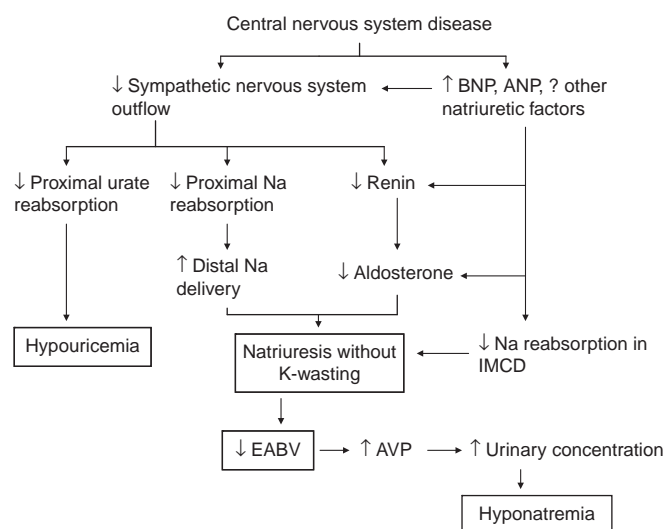 Central nervous system disease
↓ Sympathetic nervous system
outflow
↑ BNP, ANP, ? other
natriuretic factors
↓ Proximal urate
reabsorption
↓ Proximal Na
reabsorption
↓ Renin
↑ Distal Na
delivery
↓ Aldosterone
Hypouricemia
Natriuresis without
K-wasting
↓ Na reabsorption in
IMCD
↓ EABV
↑ AVP
↑ Urinary concentration
Hyponatremia